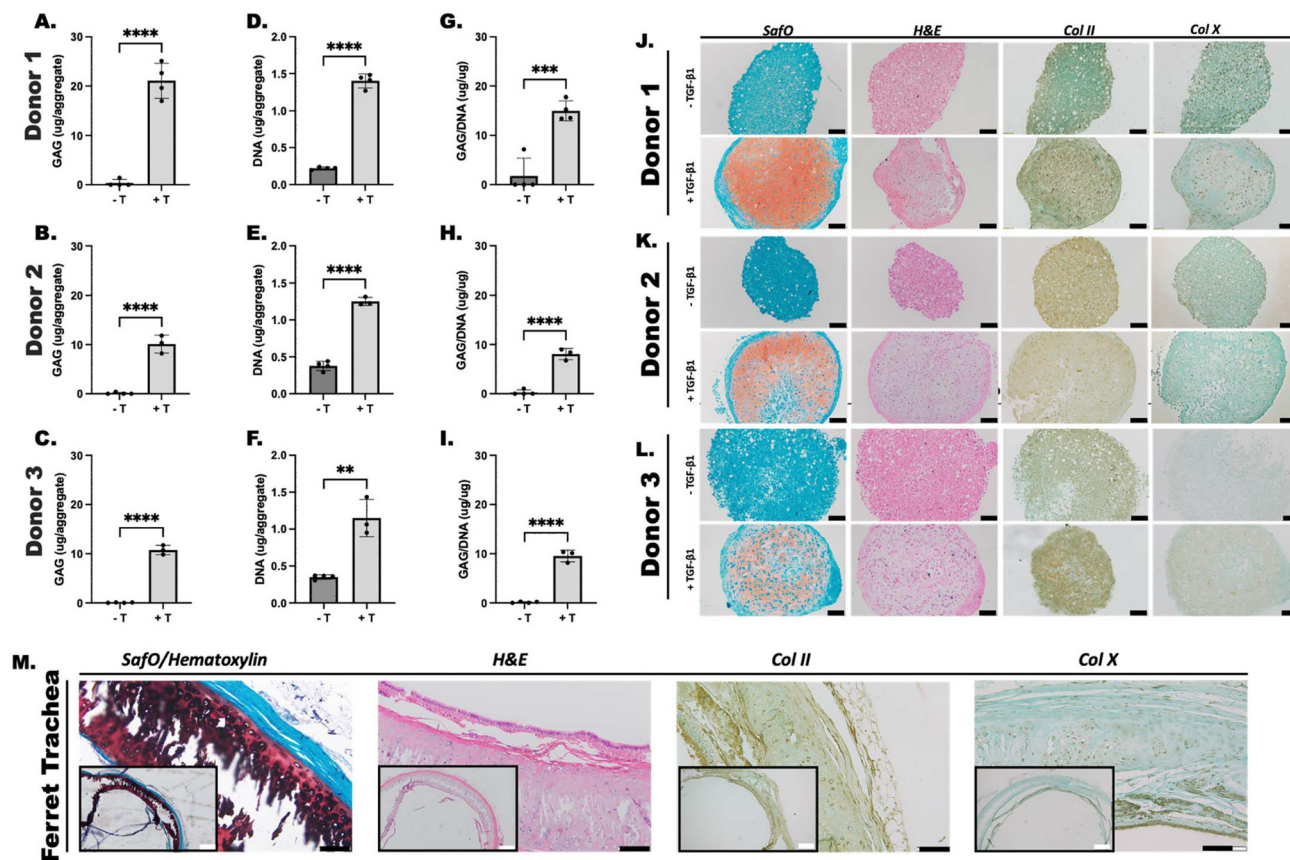 A.
Donor 1
GAG (ug/aggregate)
30
20
10
0
****
- T
+ T
D.
DNA (ug/aggregate)
2.0
1.5
1.0
0.5
0.0
****
- T
+ T
G.
GAG/DNA (ug/ug)
30
20
10
0
***
- T
+ T
B.
Donor 2
GAG (ug/aggregate)
30
20
10
0
****
- T
+ T
E.
DNA (ug/aggregate)
2.0
1.5
1.0
0.5
0.0
****
- T
+ T
H.
GAG/DNA (ug/ug)
30
20
10
0
****
- T
+ T
C.
Donor 3
GAG (ug/aggregate)
30
20
10
0
****
- T
+ T
F.
DNA (ug/aggregate)
2.0
1.5
1.0
0.5
0.0
**
- T
+ T
I.
GAG/DNA (ug/ug)
30
20
10
0
****
- T
+ T
SafO
H&E
Col II
Col X
J.
Donor 1
- TGF-β1
+ TGF-β1
K.
Donor 2
- TGF-β1
+ TGF-β1
L.
Donor 3
- TGF-β1
+ TGF-β1
M.
SafO/Hematoxylin
H&E
Col II
Col X
Ferret Trachea